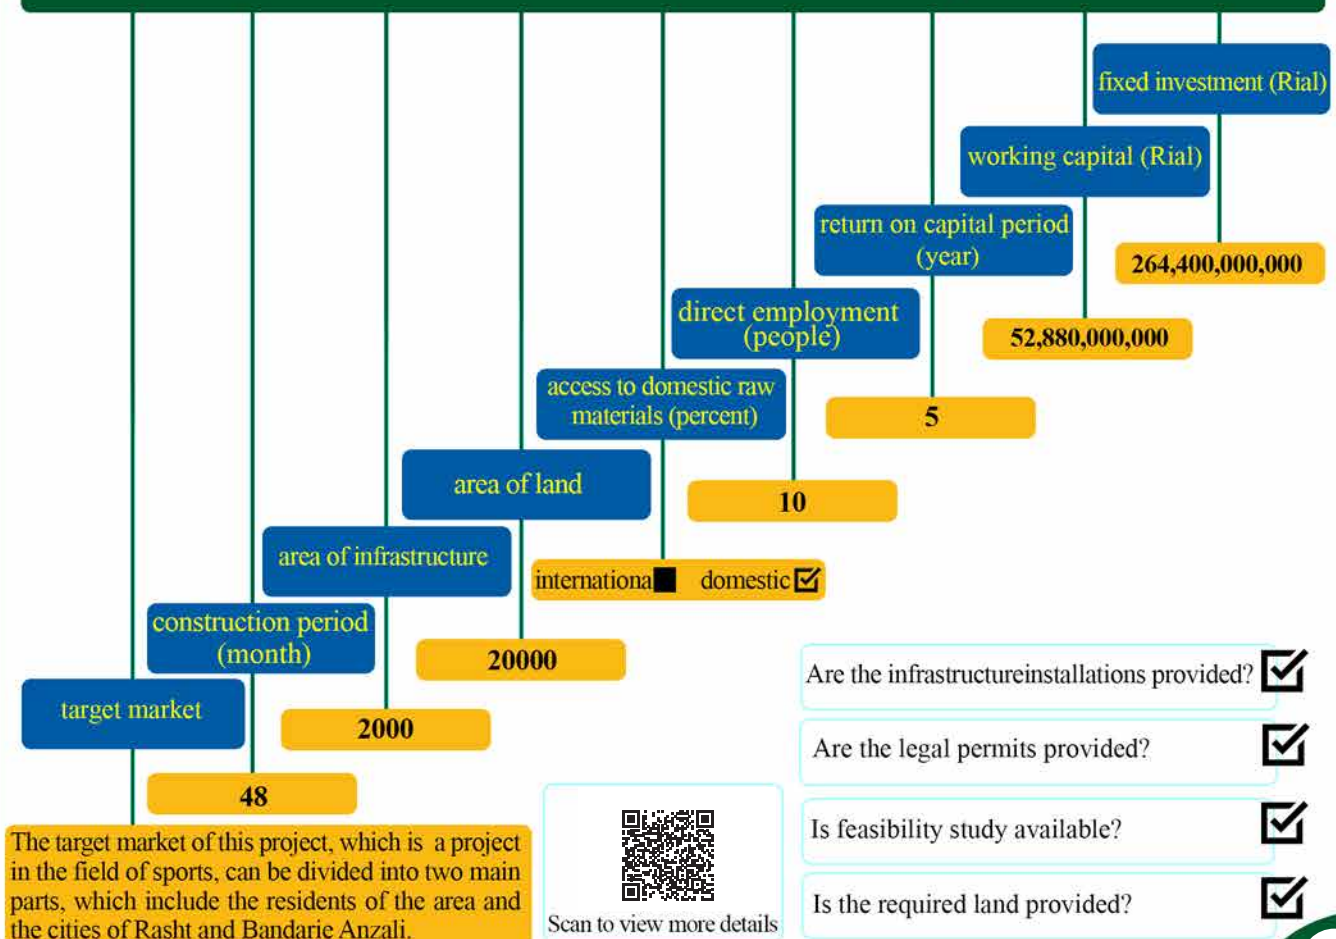 fixed investment (Rial)
264,400,000,000
working capital (Rial)
52,880,000,000
return on capital period
(year)
5
direct employment
(people)
10
access to domestic raw
materials (percent)
internationa domestic
area of land
20000
area of infrastructure
2000
construction period
(month)
48
target market
The target market of this project, which is a project
in the field of sports, can be divided into two main
parts, which include the residents of the area and
the cities of Rasht and Bandarie Anzali.
Scan to view more details
Are the infrastructureinstallations provided?
Are the legal permits provided?
Is feasibility study available?
Is the required land provided?